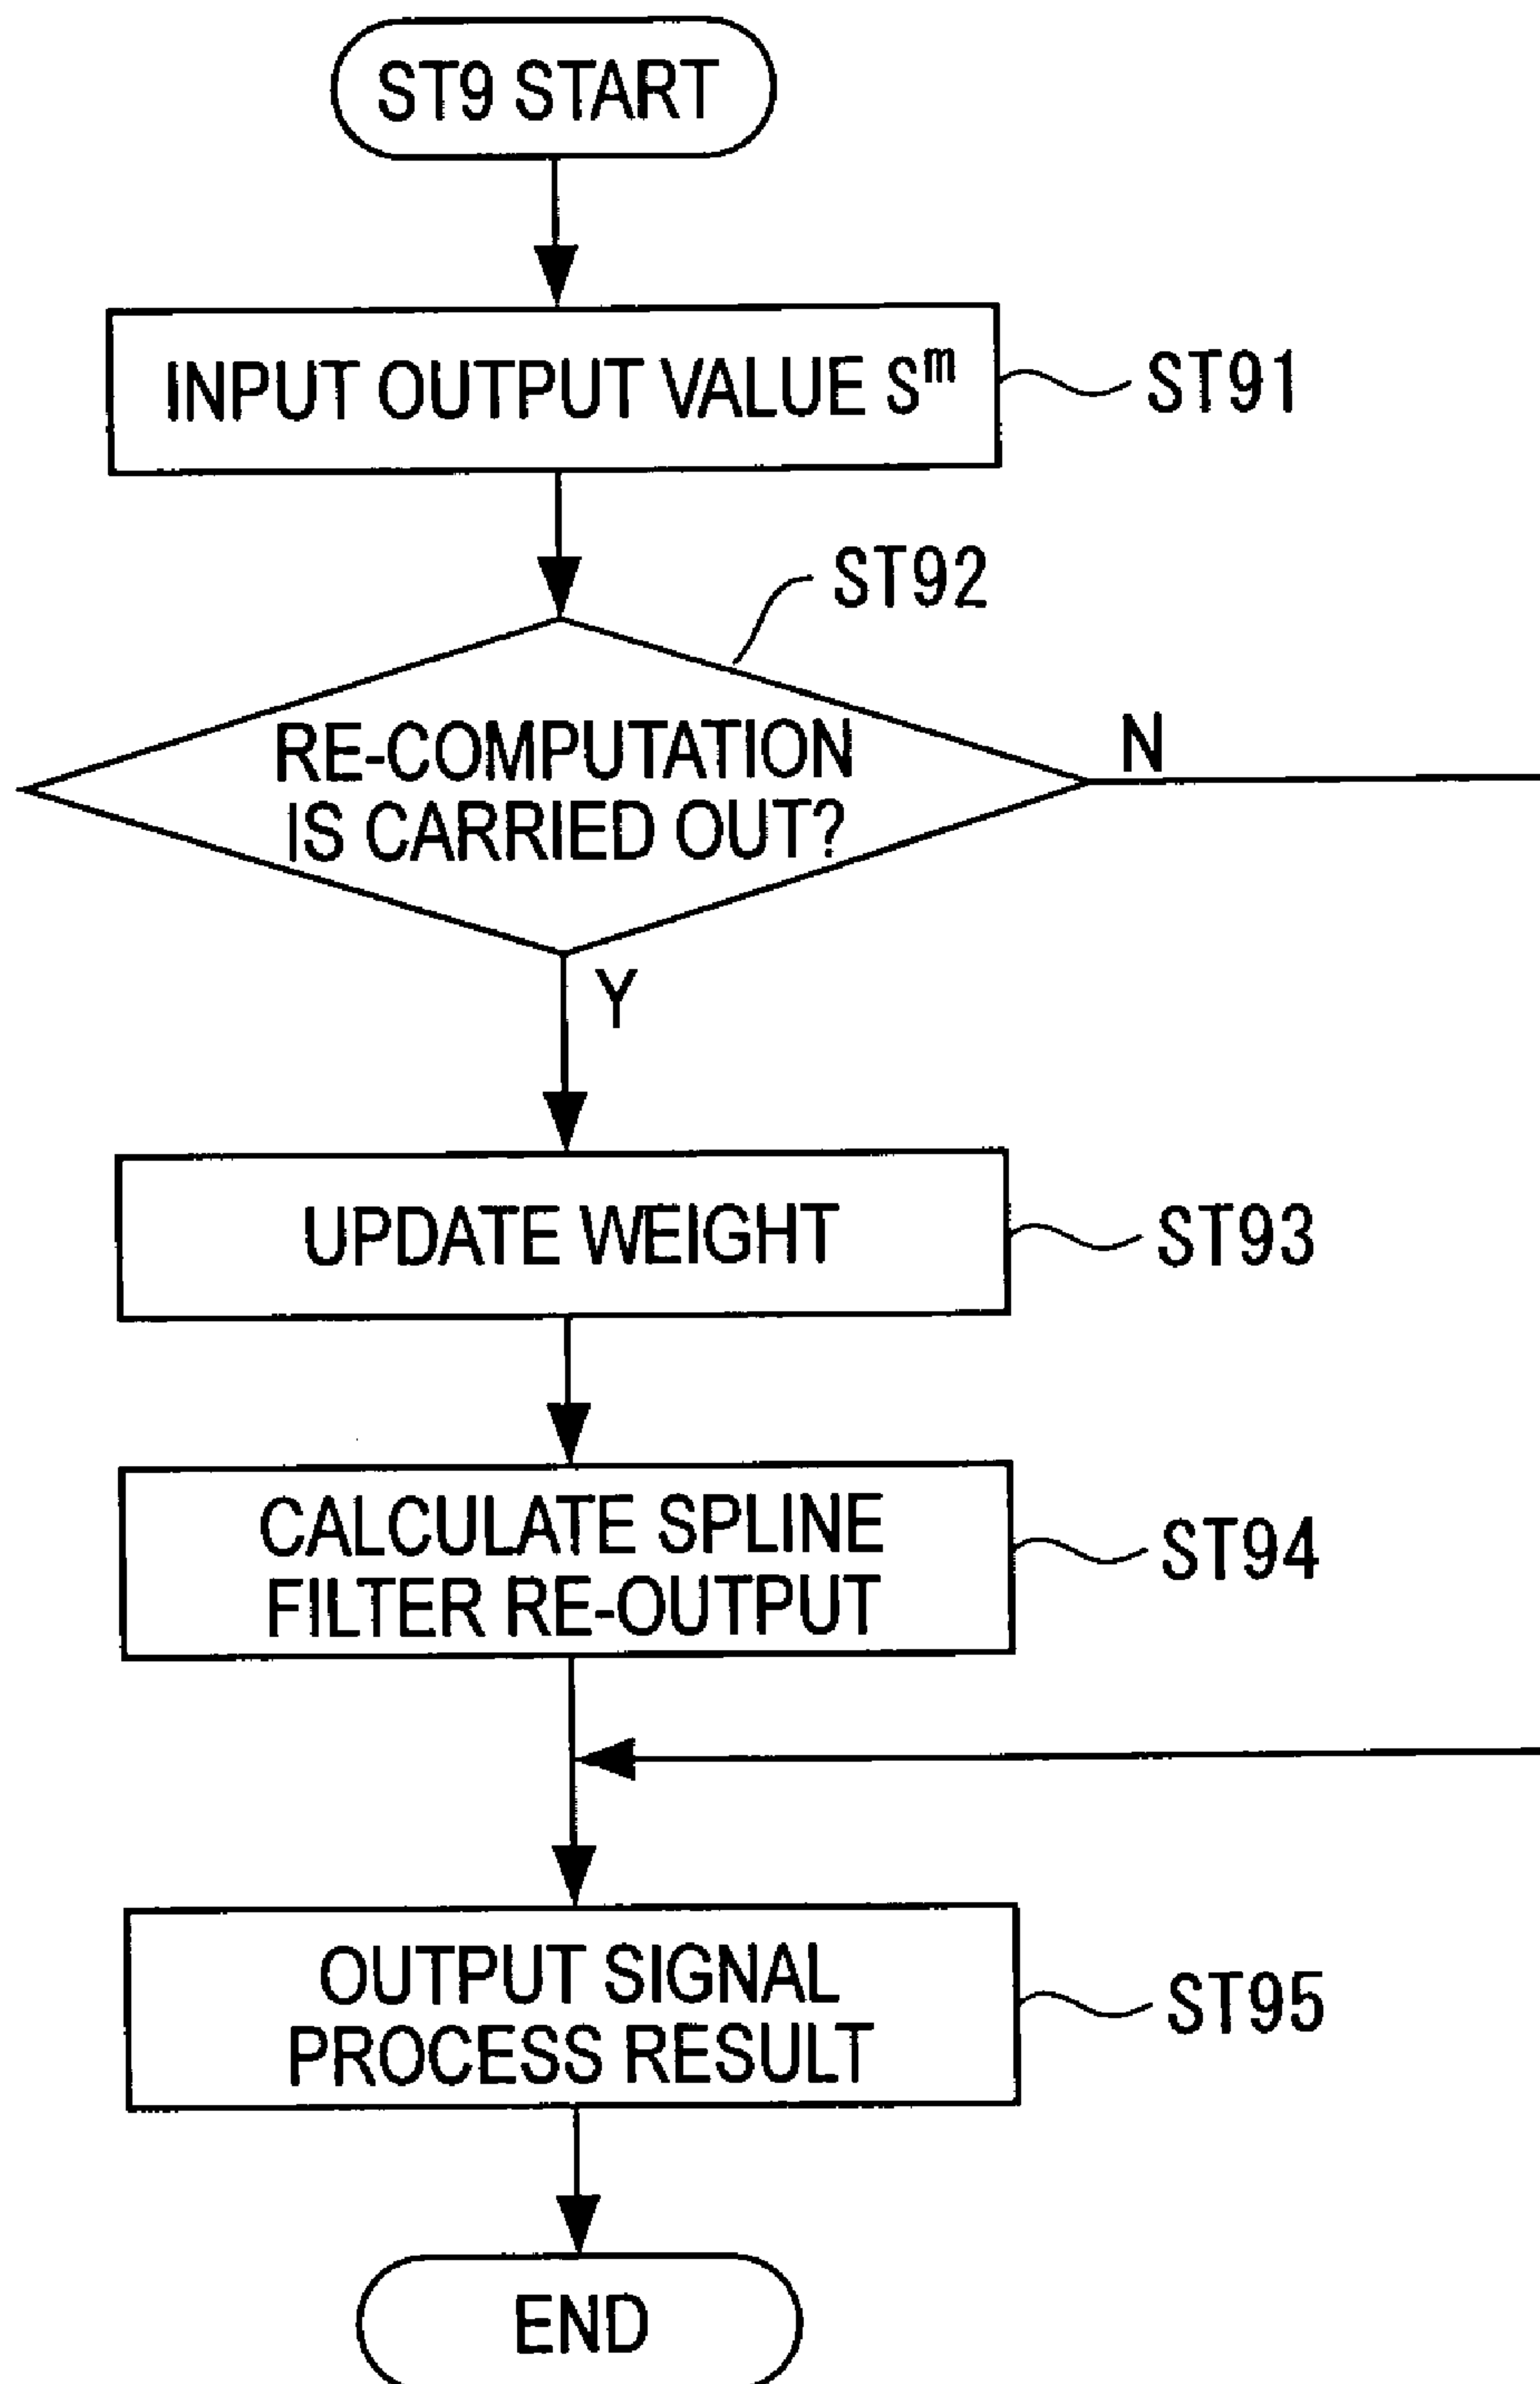 ST9 START
INPUT OUTPUT VALUE Sᵐ
ST91
ST92
RE-COMPUTATION
IS CARRIED OUT?
N
Y
UPDATE WEIGHT
ST93
CALCULATE SPLINE
FILTER RE-OUTPUT
ST94
OUTPUT SIGNAL
PROCESS RESULT
ST95
END